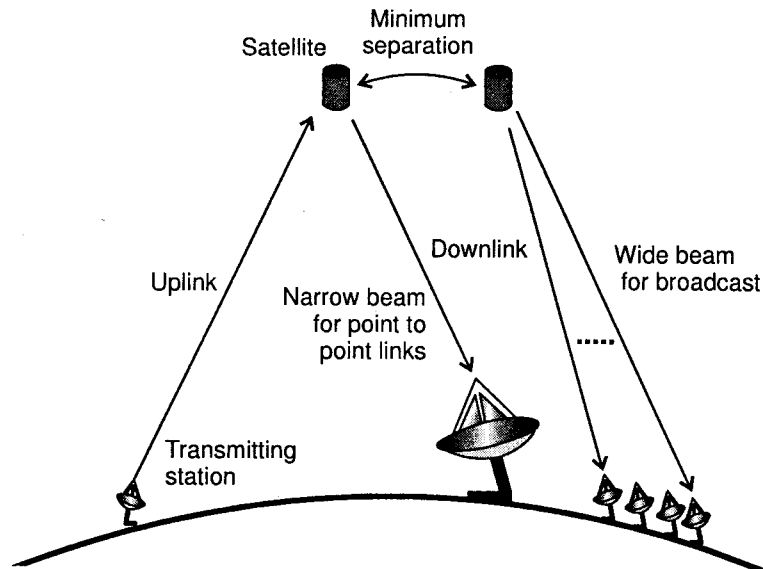 Minimum
separation
Satellite
Downlink
Wide beam
for broadcast
Uplink
Narrow beam
for point to
point links
Transmitting
station